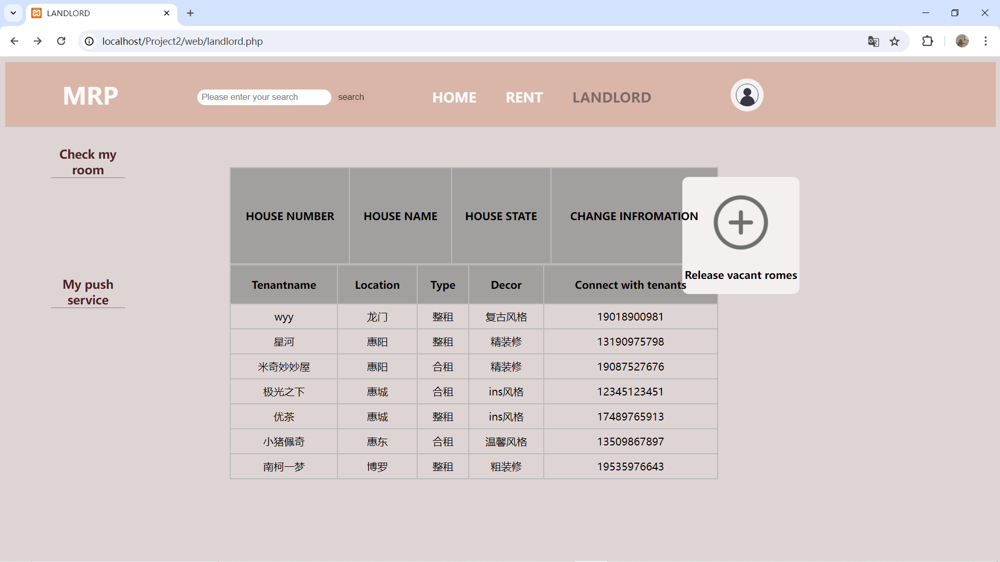 LANDLORD
localhost/Project2/web/landlord.php
MRP
Please enter your search
search
HOME
RENT
LANDLORD
Check my
room
My push
service
HOUSE NUMBER HOUSE NAME HOUSE STATE CHANGE INFROMATION
Release vacant romes
Tenantname Location Type Decor Connect with tenants
wyy 龙门 整租 复古风格 19018900981
星河 惠阳 整租 精装修 13190975798
米奇妙妙屋 惠阳 合租 精装修 19087527676
极光之下 惠城 合租 ins风格 12345123451
优茶 惠城 整租 ins风格 17489765913
小猪佩奇 惠东 合租 温馨风格 13509867897
南柯一梦 博罗 整租 粗装修 19535976643